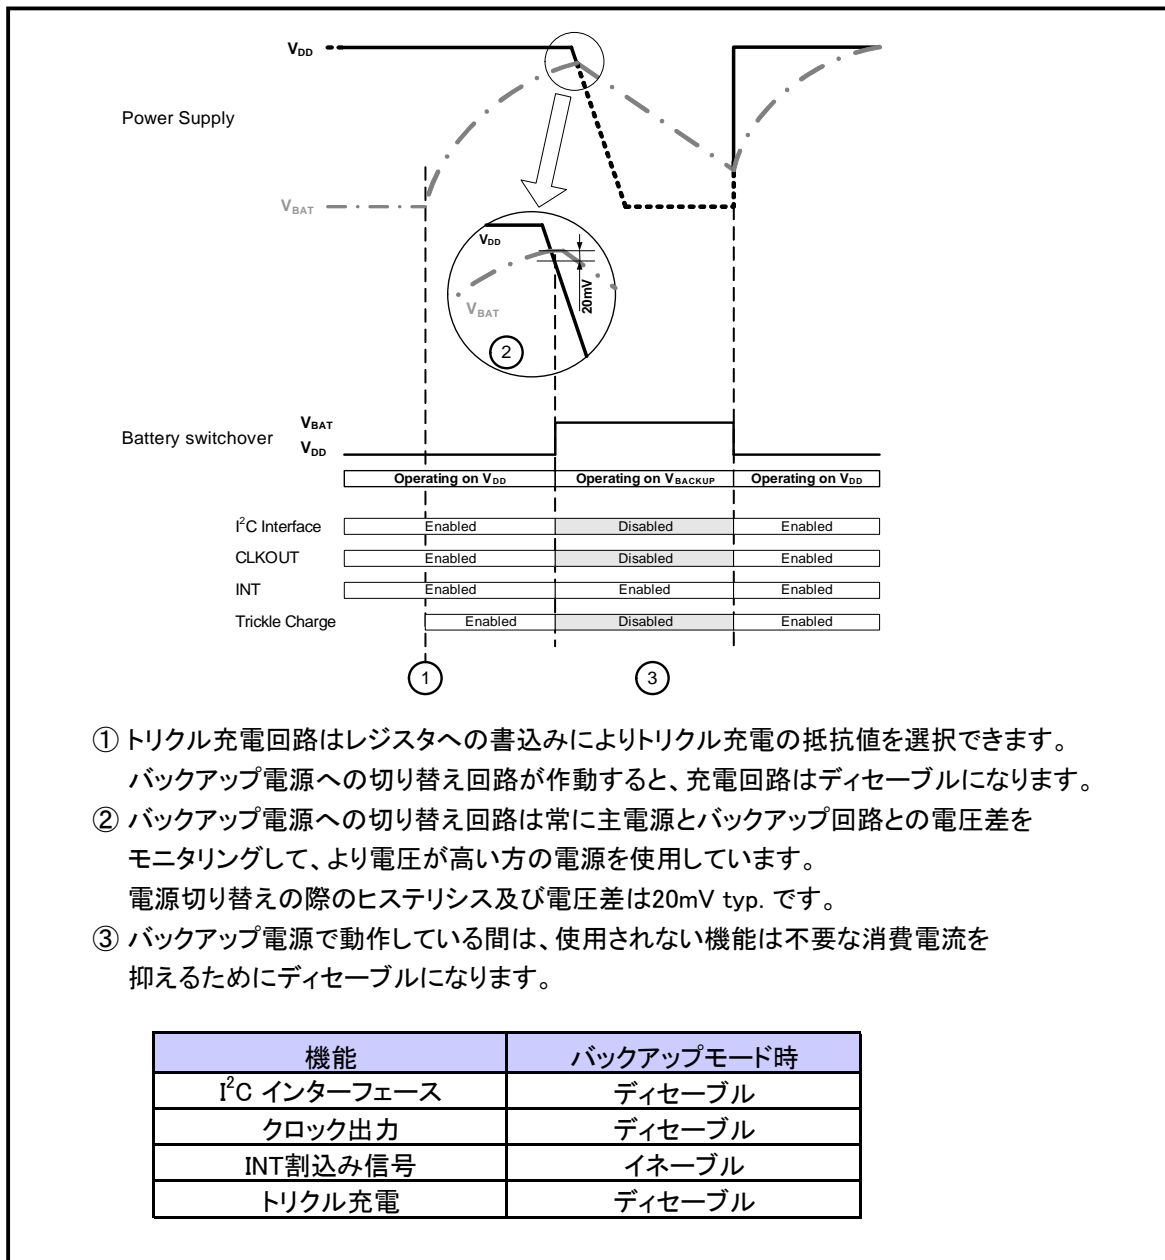 VDD
Power Supply
VBAT
VDD
20mV
VBAT
2
Battery switchover
VBAT
VDD
Operating on VDD Operating on VBACKUP Operating on VDD
I²C Interface Enabled Disabled Enabled
CLKOUT Enabled Disabled Enabled
INT Enabled Enabled Enabled
Trickle Charge Enabled Disabled Enabled
1 3
① トリクル充電回路はレジスタへの書込みによりトリクル充電の抵抗値を選択できます。
バックアップ電源への切り替え回路が作動すると、充電回路はディセーブルになります。
② バックアップ電源への切り替え回路は常に主電源とバックアップ回路との電圧差を
モニタリングして、より電圧が高い方の電源を使用しています。
電源切り替えの際のヒステリシス及び電圧差は20mV typ. です。
③ バックアップ電源で動作している間は、使用されない機能は不要な消費電流を
抑えるためにディセーブルになります。
機能 バックアップモード時
I²C インターフェース ディセーブル
クロック出力 ディセーブル
INT割込み信号 イネーブル
トリクル充電 ディセーブル